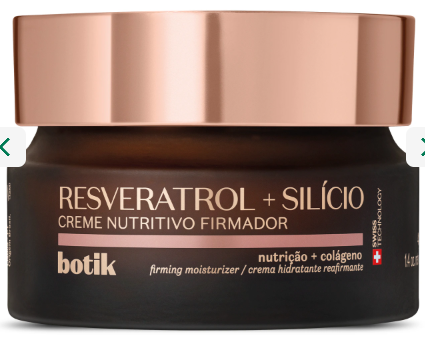 RESVERATROL + SILÍCIO
CREME NUTRITIVO FIRMADOR
botik
nutrição + colágeno
firming moisturizer / crema hidratante reafirmante
SWISS
TECHNOLOGY